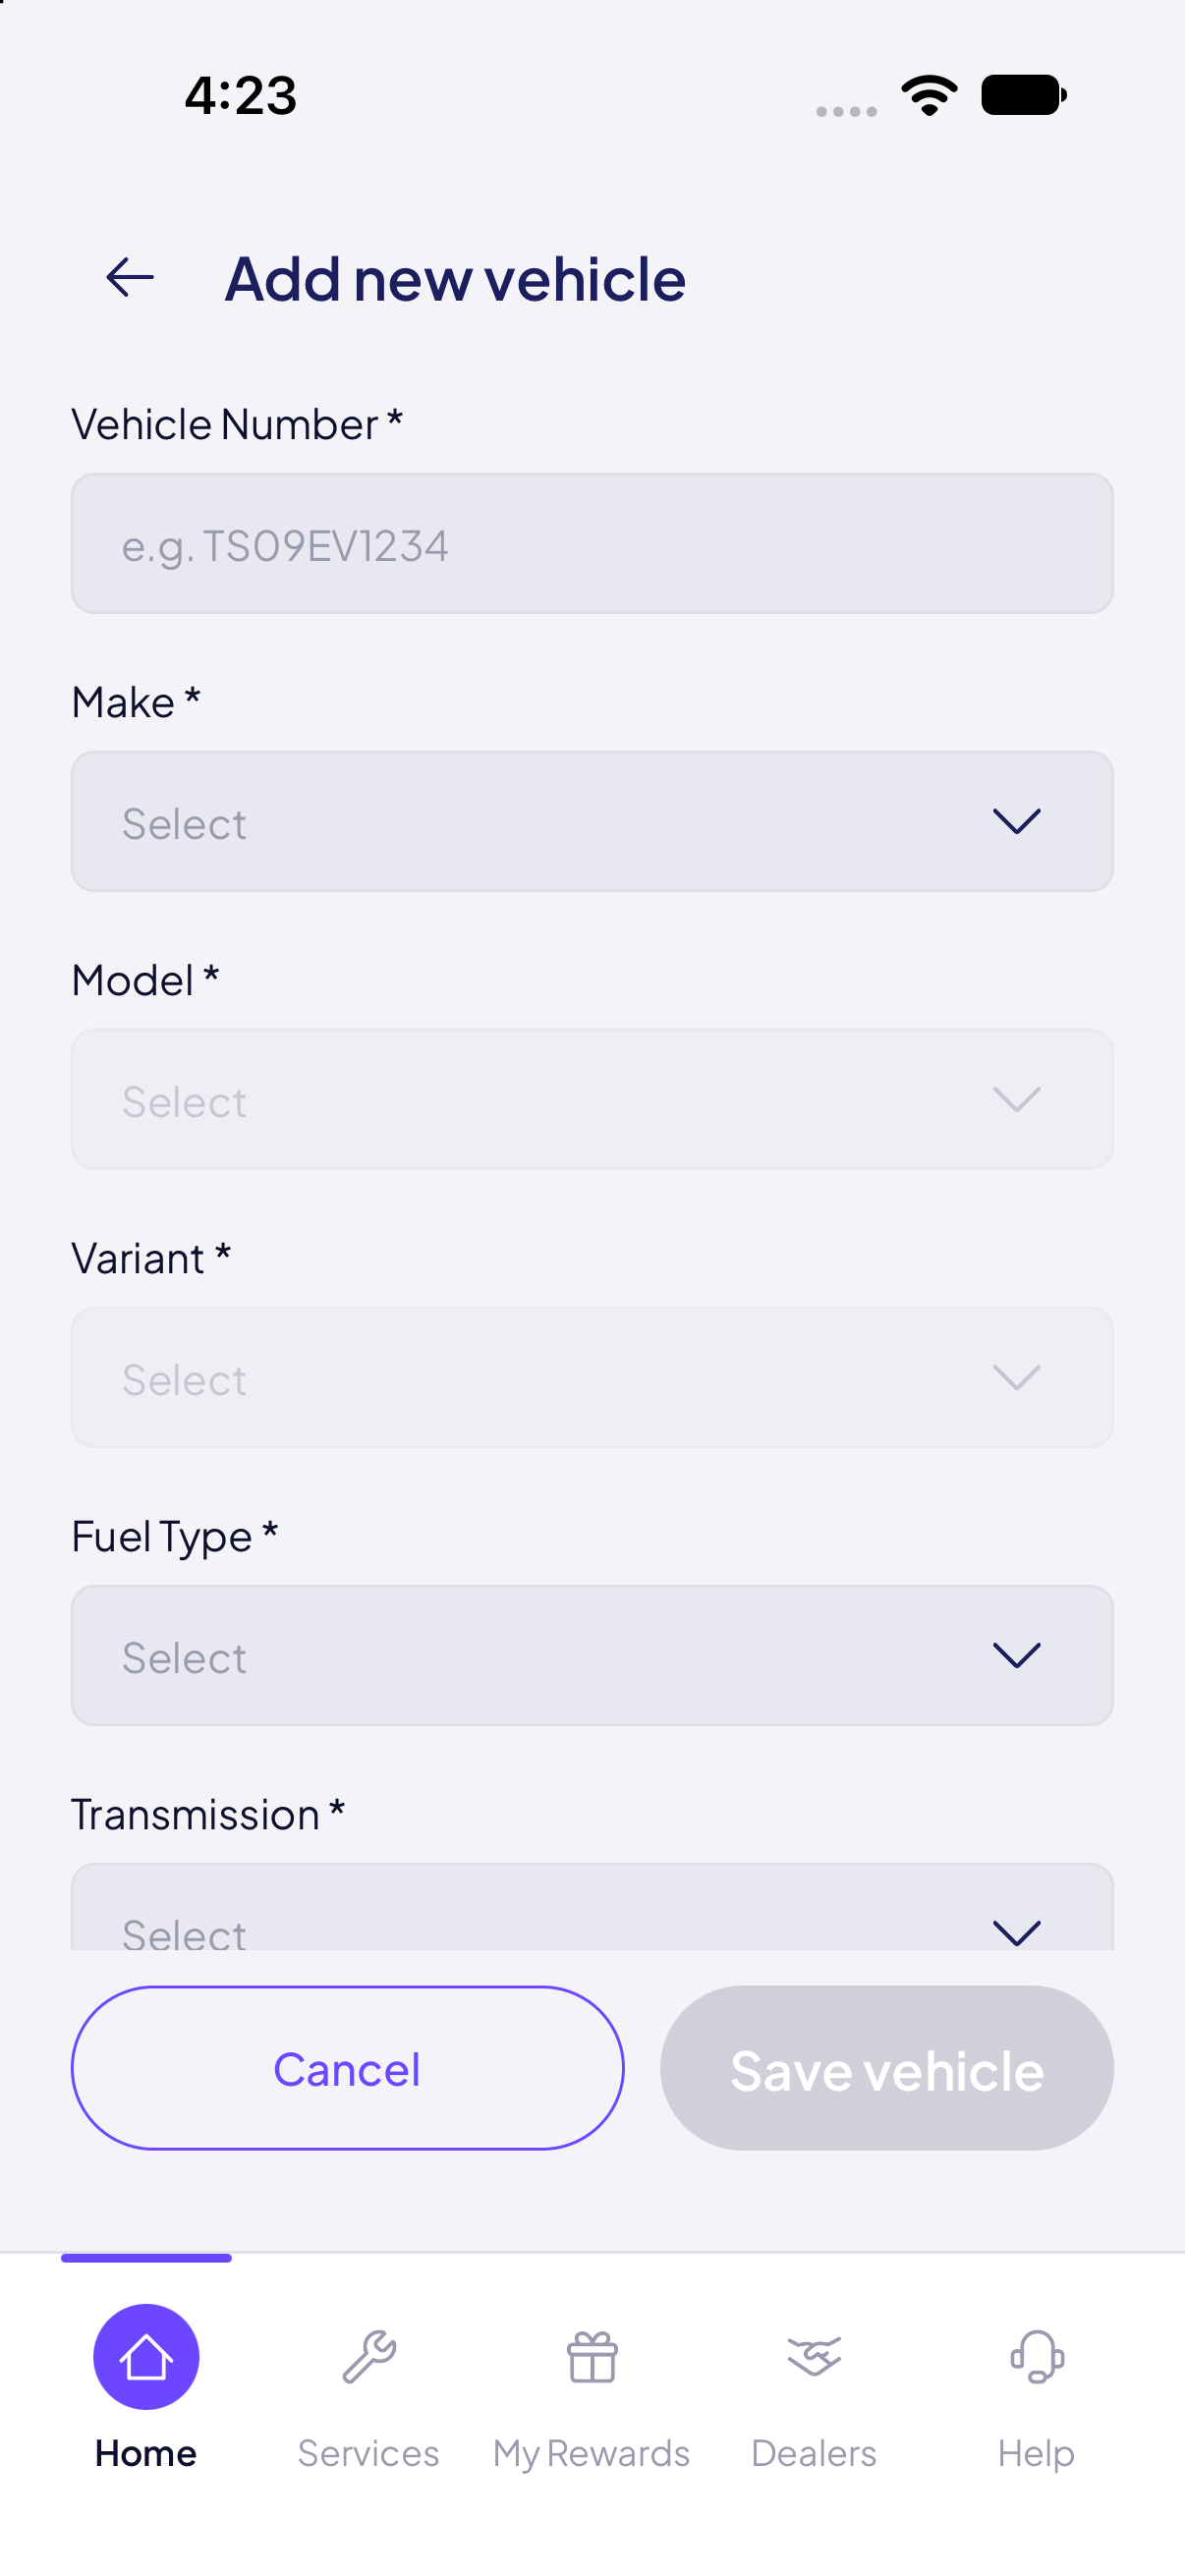 4:23
Add new vehicle
Vehicle Number *
e.g. TS09EV1234
Make *
Select
Model *
Select
Variant *
Select
Fuel Type *
Select
Transmission *
Select
Cancel
Save vehicle
Home
Services
My Rewards
Dealers
Help